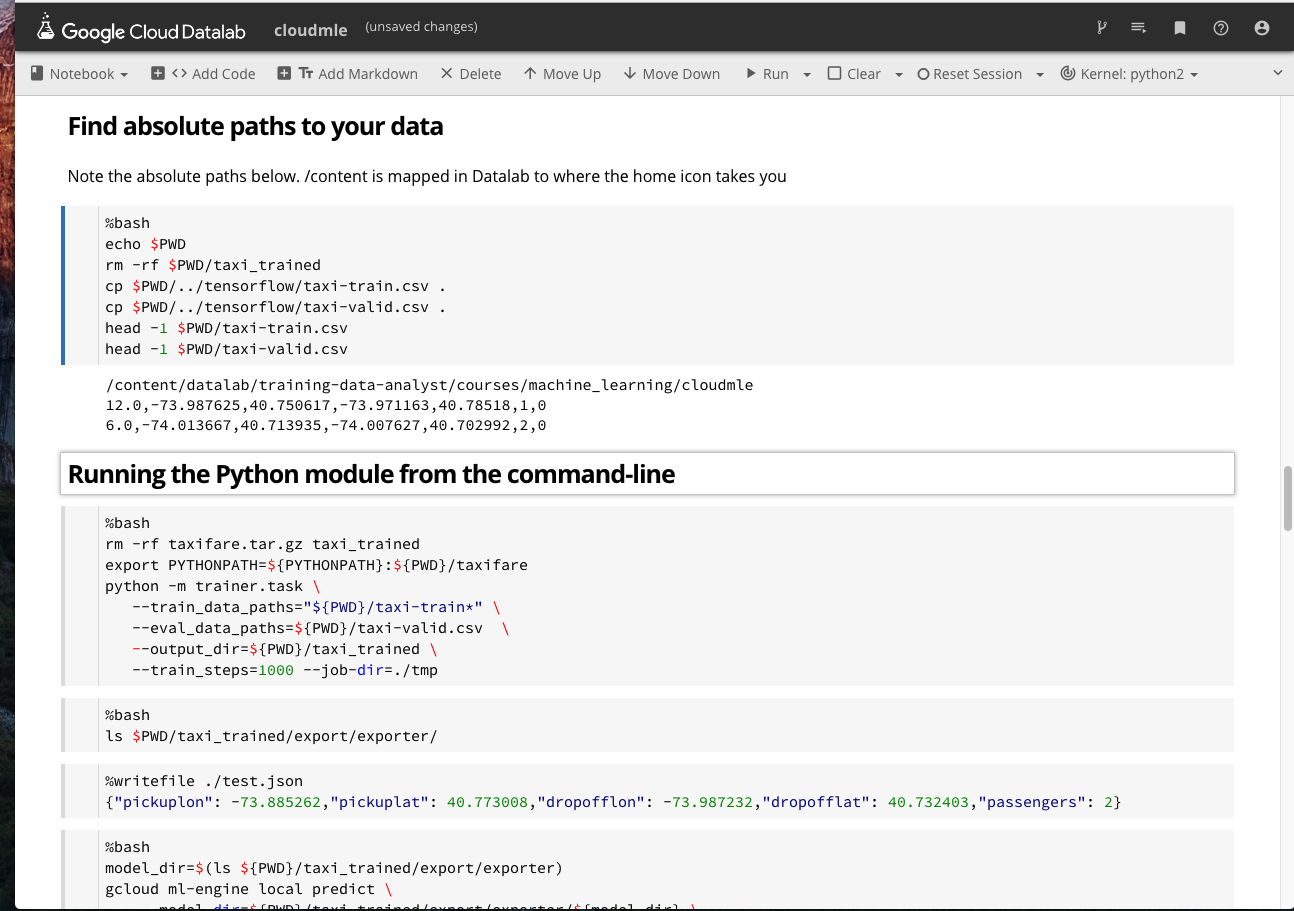 Google Cloud Datalab cloudmle (unsaved changes)
Notebook Add Code Tт Add Markdown Delete Move Up Move Down Run Clear Reset Session Kernel: python2
Find absolute paths to your data
Note the absolute paths below. /content is mapped in Datalab to where the home icon takes you
%bash
echo $PWD
rm -rf $PWD/taxi_trained
cp $PWD/../tensorflow/taxi-train.csv .
cp $PWD/../tensorflow/taxi-valid.csv .
head -1 $PWD/taxi-train.csv
head -1 $PWD/taxi-valid.csv
/content/datalab/training-data-analyst/courses/machine_learning/cloudmle
12.0,-73.987625,40.750617,-73.971163,40.78518,1,0
6.0,-74.013667,40.713935,-74.007627,40.702992,2,0
Running the Python module from the command-line
%bash
rm -rf taxifare.tar.gz taxi_trained
export PYTHONPATH=${PYTHONPATH}:${PWD}/taxifare
python -m trainer.task \
--train_data_paths="${PWD}/taxi-train*" \
--eval_data_paths=${PWD}/taxi-valid.csv \
--output_dir=${PWD}/taxi_trained \
--train_steps=1000 --job-dir=./tmp
%bash
ls $PWD/taxi_trained/export/exporter/
%writefile ./test.json
{"pickuplon": -73.885262,"pickuplat": 40.773008,"dropofflon": -73.987232,"dropofflat": 40.732403,"passengers": 2}
%bash
model_dir=$(ls ${PWD}/taxi_trained/export/exporter)
gcloud ml-engine local predict \
--model-dir=${PWD}/taxi_trained/export/exporter/${model_dir} \